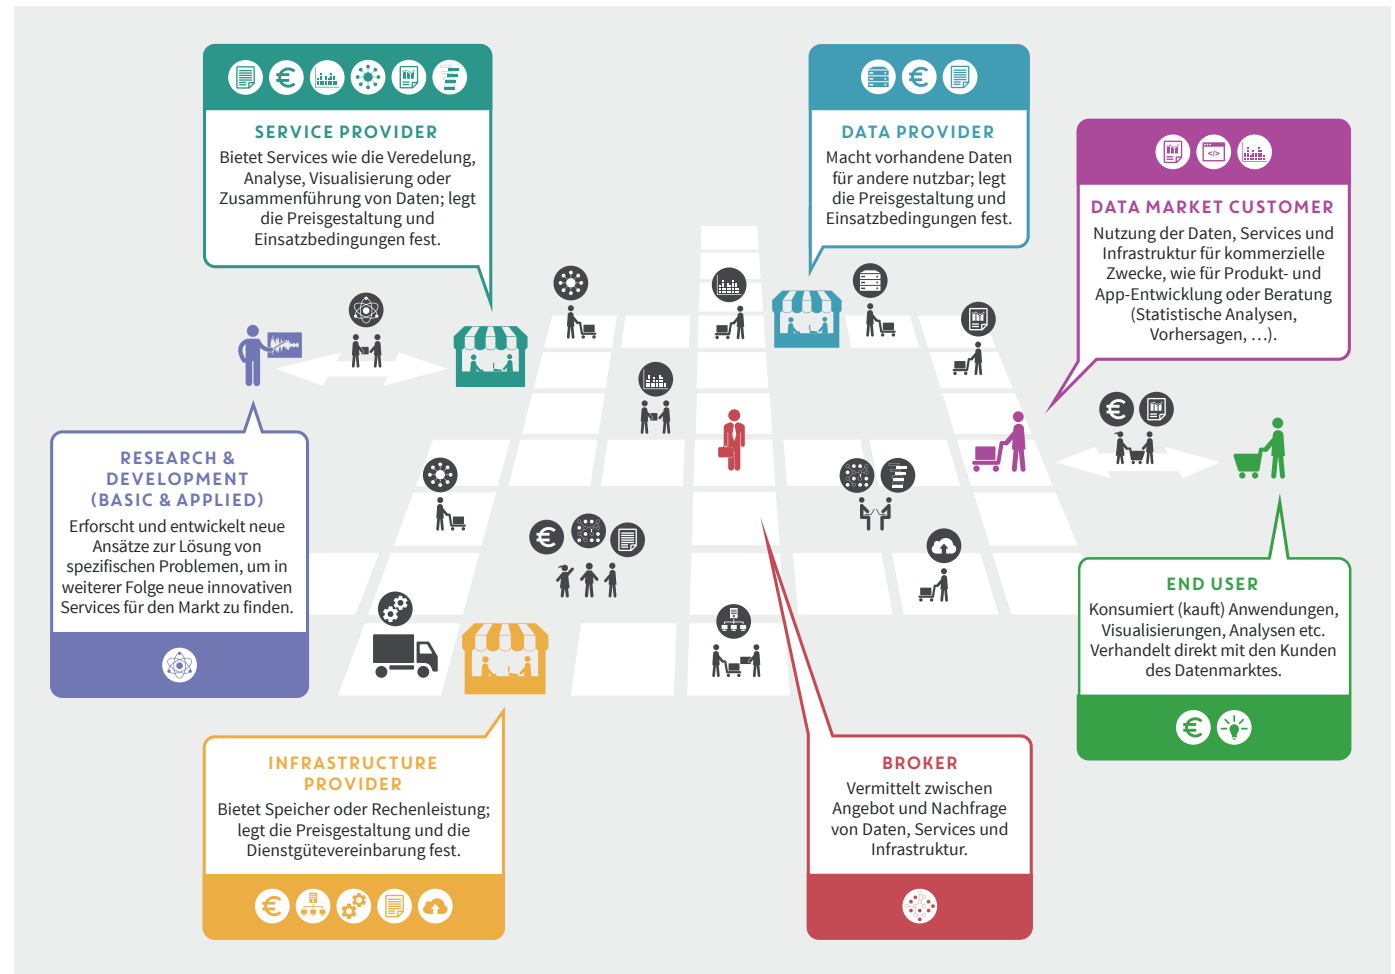 SERVICE PROVIDER
Bietet Services wie die Veredelung,
Analyse, Visualisierung oder
Zusammenführung von Daten; legt
die Preisgestaltung und
Einsatzbedingungen fest.
DATA PROVIDER
Macht vorhandene Daten
für andere nutzbar; legt
die Preisgestaltung und
Einsatzbedingungen fest.
</>
DATA MARKET CUSTOMER
Nutzung der Daten, Services und
Infrastruktur für kommerzielle
Zwecke, wie für Produkt- und
App-Entwicklung oder Beratung
(Statistische Analysen,
Vorhersagen, …).
RESEARCH &
DEVELOPMENT
(BASIC & APPLIED)
Erforscht und entwickelt neue
Ansätze zur Lösung von
spezifischen Problemen, um in
weiterer Folge neue innovativen
Services für den Markt zu finden.
END USER
Konsumiert (kauft) Anwendungen,
Visualisierungen, Analysen etc.
Verhandelt direkt mit den Kunden
des Datenmarktes.
INFRASTRUCTURE
PROVIDER
Bietet Speicher oder Rechenleistung;
legt die Preisgestaltung und die
Dienstgütevereinbarung fest.
BROKER
Vermittelt zwischen
Angebot und Nachfrage
von Daten, Services und
Infrastruktur.